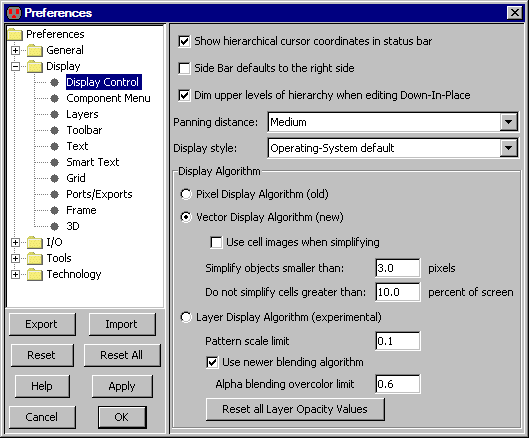 Preferences
Preferences
General
Display
Display Control
Component Menu
Layers
Toolbar
Text
Smart Text
Grid
Ports/Exports
Frame
3D
I/O
Tools
Technology
Export
Import
Reset
Reset All
Help
Apply
Cancel
OK
Show hierarchical cursor coordinates in status bar
Side Bar defaults to the right side
Dim upper levels of hierarchy when editing Down-In-Place
Panning distance: Medium
Display style: Operating-System default
Display Algorithm
Pixel Display Algorithm (old)
Vector Display Algorithm (new)
Use cell images when simplifying
Simplify objects smaller than: 3.0 pixels
Do not simplify cells greater than: 10.0 percent of screen
Layer Display Algorithm (experimental)
Pattern scale limit 0.1
Use newer blending algorithm
Alpha blending overcolor limit 0.6
Reset all Layer Opacity Values